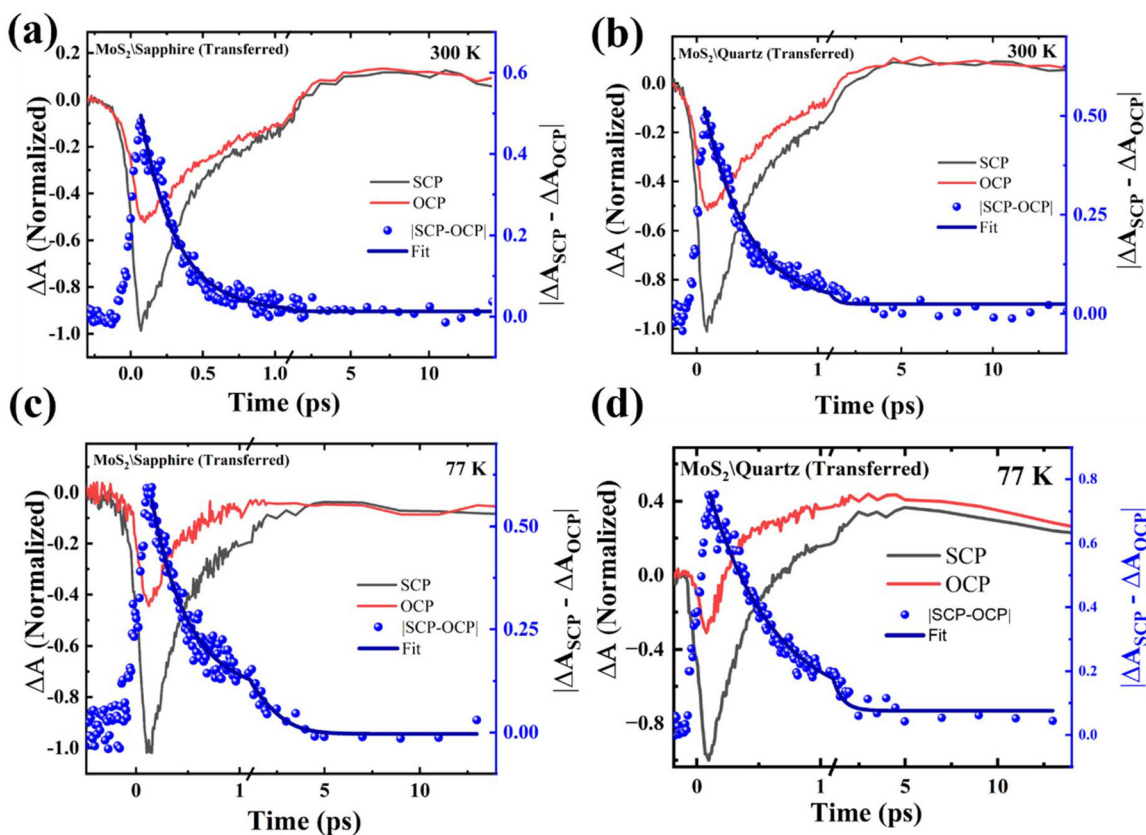 (a)
MoS2\Sapphire (Transferred)
300 K
0.2
0.0
-0.2
-0.4
-0.6
-0.8
-1.0
ΔA (Normalized)
SCP
OCP
|SCP-OCP|
Fit
0.6
0.4
0.2
0.0
|ΔASCP - ΔAOCP|
0.0
0.5
1.0
5
10
Time (ps)
(b)
MoS2\Quartz (Transferred)
300 K
0.2
0.0
-0.2
-0.4
-0.6
-0.8
-1.0
ΔA (Normalized)
SCP
OCP
|SCP-OCP|
Fit
0.50
0.25
0.00
|ΔASCP - ΔAOCP|
0
1
5
10
Time (ps)
(c)
MoS2\Sapphire (Transferred)
77 K
0.0
-0.2
-0.4
-0.6
-0.8
-1.0
ΔA (Normalized)
SCP
OCP
|SCP-OCP|
Fit
0.50
0.25
0.00
|ΔASCP - ΔAOCP|
0
1
5
10
Time (ps)
(d)
MoS2\Quartz (Transferred)
77 K
0.4
0.0
−0.4
−0.8
ΔA (Normalized)
SCP
OCP
|SCP-OCP|
Fit
0.8
0.7
0.6
0.4
0.3
0.2
0.0
|ΔASCP - ΔAOCP|
0
1
5
10
Time (ps)